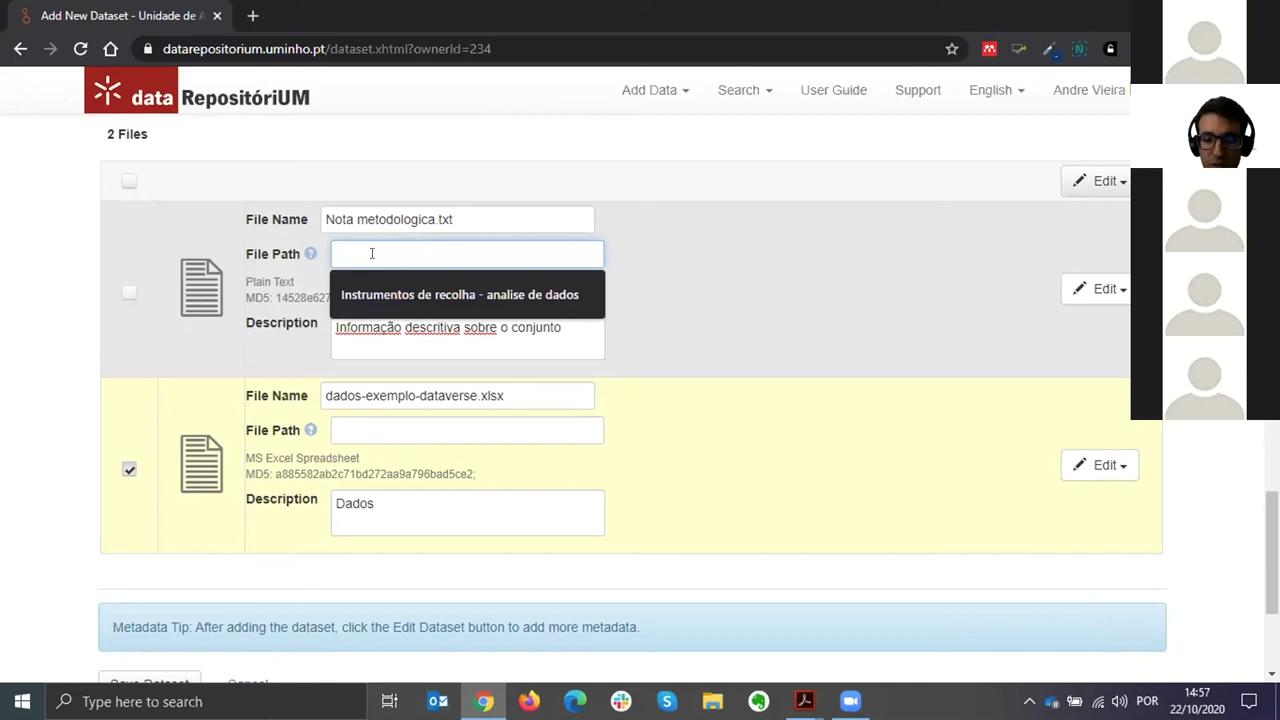 Add New Dataset - Unidade de A
datarepositorium.uminho.pt/dataset.xhtml?ownerId=234
data RepositóriUM
Add Data
Search
User Guide
Support
English
Andre Vieira
2 Files
Edit
File Name
Nota metodologica.txt
File Path
Plain Text
MD5: 14528e627
Instrumentos de recolha - analise de dados
Edit
Description
Informação descritiva sobre o conjunto
File Name
dados-exemplo-dataverse.xlsx
File Path
MS Excel Spreadsheet
MD5: a885582ab2c71bd272aa9a796bad5ce2;
Edit
Description
Dados
Metadata Tip: After adding the dataset, click the Edit Dataset button to add more metadata.
Save Dataset
Cancel
Type here to search
POR
14:57
22/10/2020